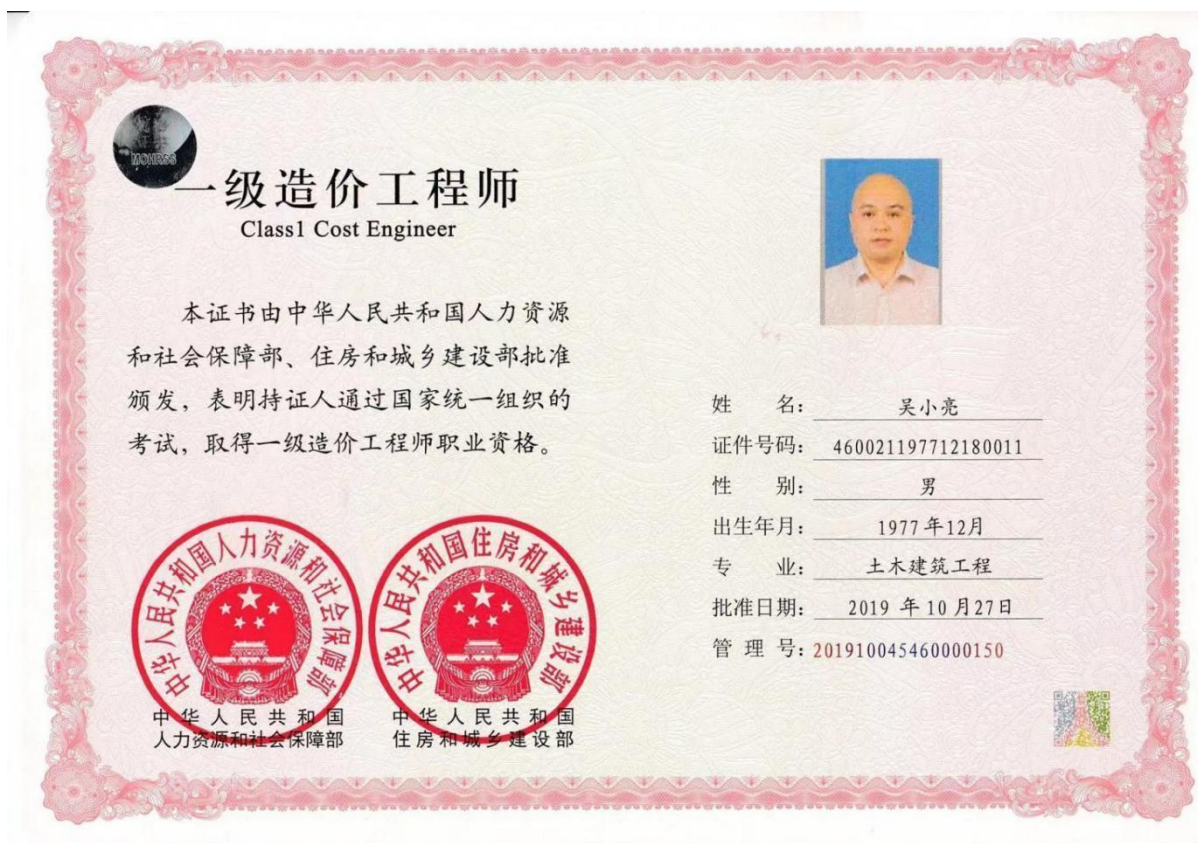 MOHRSS
一级造价工程师
Class1 Cost Engineer
本证书由中华人民共和国人力资源
和社会保障部、住房和城乡建设部批准
颁发，表明持证人通过国家统一组织的
考试，取得一级造价工程师职业资格。
中华人民共和国人力资源和社会保障部
中华人民共和国住房和城乡建设部
中华人民共和国
人力资源和社会保障部
中华人民共和国
住房和城乡建设部
姓 名：吴小亮
证件号码：460021197712180011
性 别：男
出生年月：1977年12月
专 业：土木建筑工程
批准日期：2019 年 10 月27日
管 理 号：201910045460000150